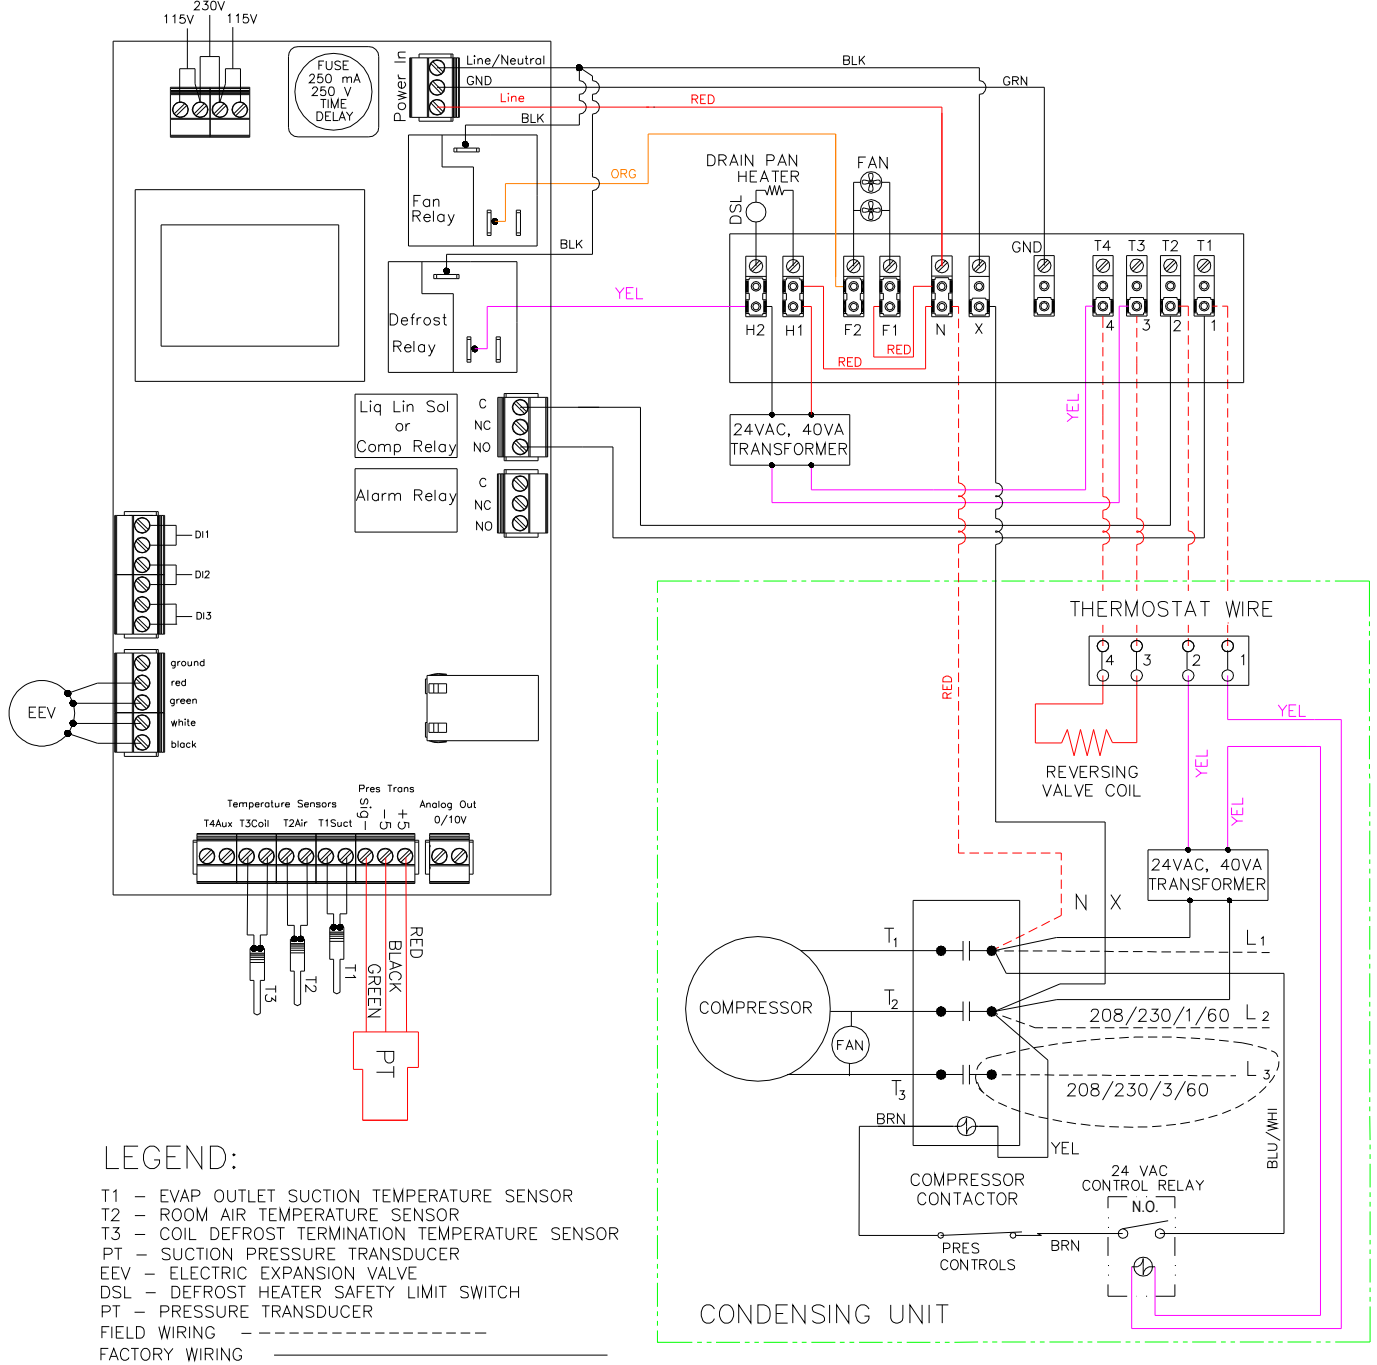 230V
115V 115V
FUSE
250 mA
250 V
TIME
DELAY
Power In
Line/Neutral
GND
Line
BLK
RED
BLK
GRN
ORG
BLK
YEL
Fan
Relay
Defrost
Relay
DRAIN PAN
HEATER
DSL
FAN
GND
T4 T3 T2 T1
H2 H1 F2 F1 N X
4 3 2 1
RED
RED
YEL
24VAC, 40VA
TRANSFORMER
Liq Lin Sol
or
Comp Relay
C
NC
NO
Alarm Relay
C
NC
NO
DI1
DI2
DI3
ground
red
green
white
black
EEV
Temperature Sensors
Pres Trans
Analog Out
0/10V
T4Aux T3Coil T2Air T1Suct
sig-
-5
+5
T3
T2
T1
GREEN
BLACK
RED
PT
THERMOSTAT WIRE
4 3 2 1
RED
YEL
YEL
YEL
REVERSING
VALVE COIL
24VAC, 40VA
TRANSFORMER
N X
COMPRESSOR
FAN
T1
T2
T3
L1
L2
L3
208/230/1/60
208/230/3/60
BRN
YEL
BLU/WHI
COMPRESSOR
CONTACTOR
24 VAC
CONTROL RELAY
N.O.
PRES
CONTROLS
BRN
CONDENSING UNIT
LEGEND:
T1 - EVAP OUTLET SUCTION TEMPERATURE SENSOR
T2 - ROOM AIR TEMPERATURE SENSOR
T3 - COIL DEFROST TERMINATION TEMPERATURE SENSOR
PT - SUCTION PRESSURE TRANSDUCER
EEV - ELECTRIC EXPANSION VALVE
DSL - DEFROST HEATER SAFETY LIMIT SWITCH
PT - PRESSURE TRANSDUCER
FIELD WIRING
FACTORY WIRING